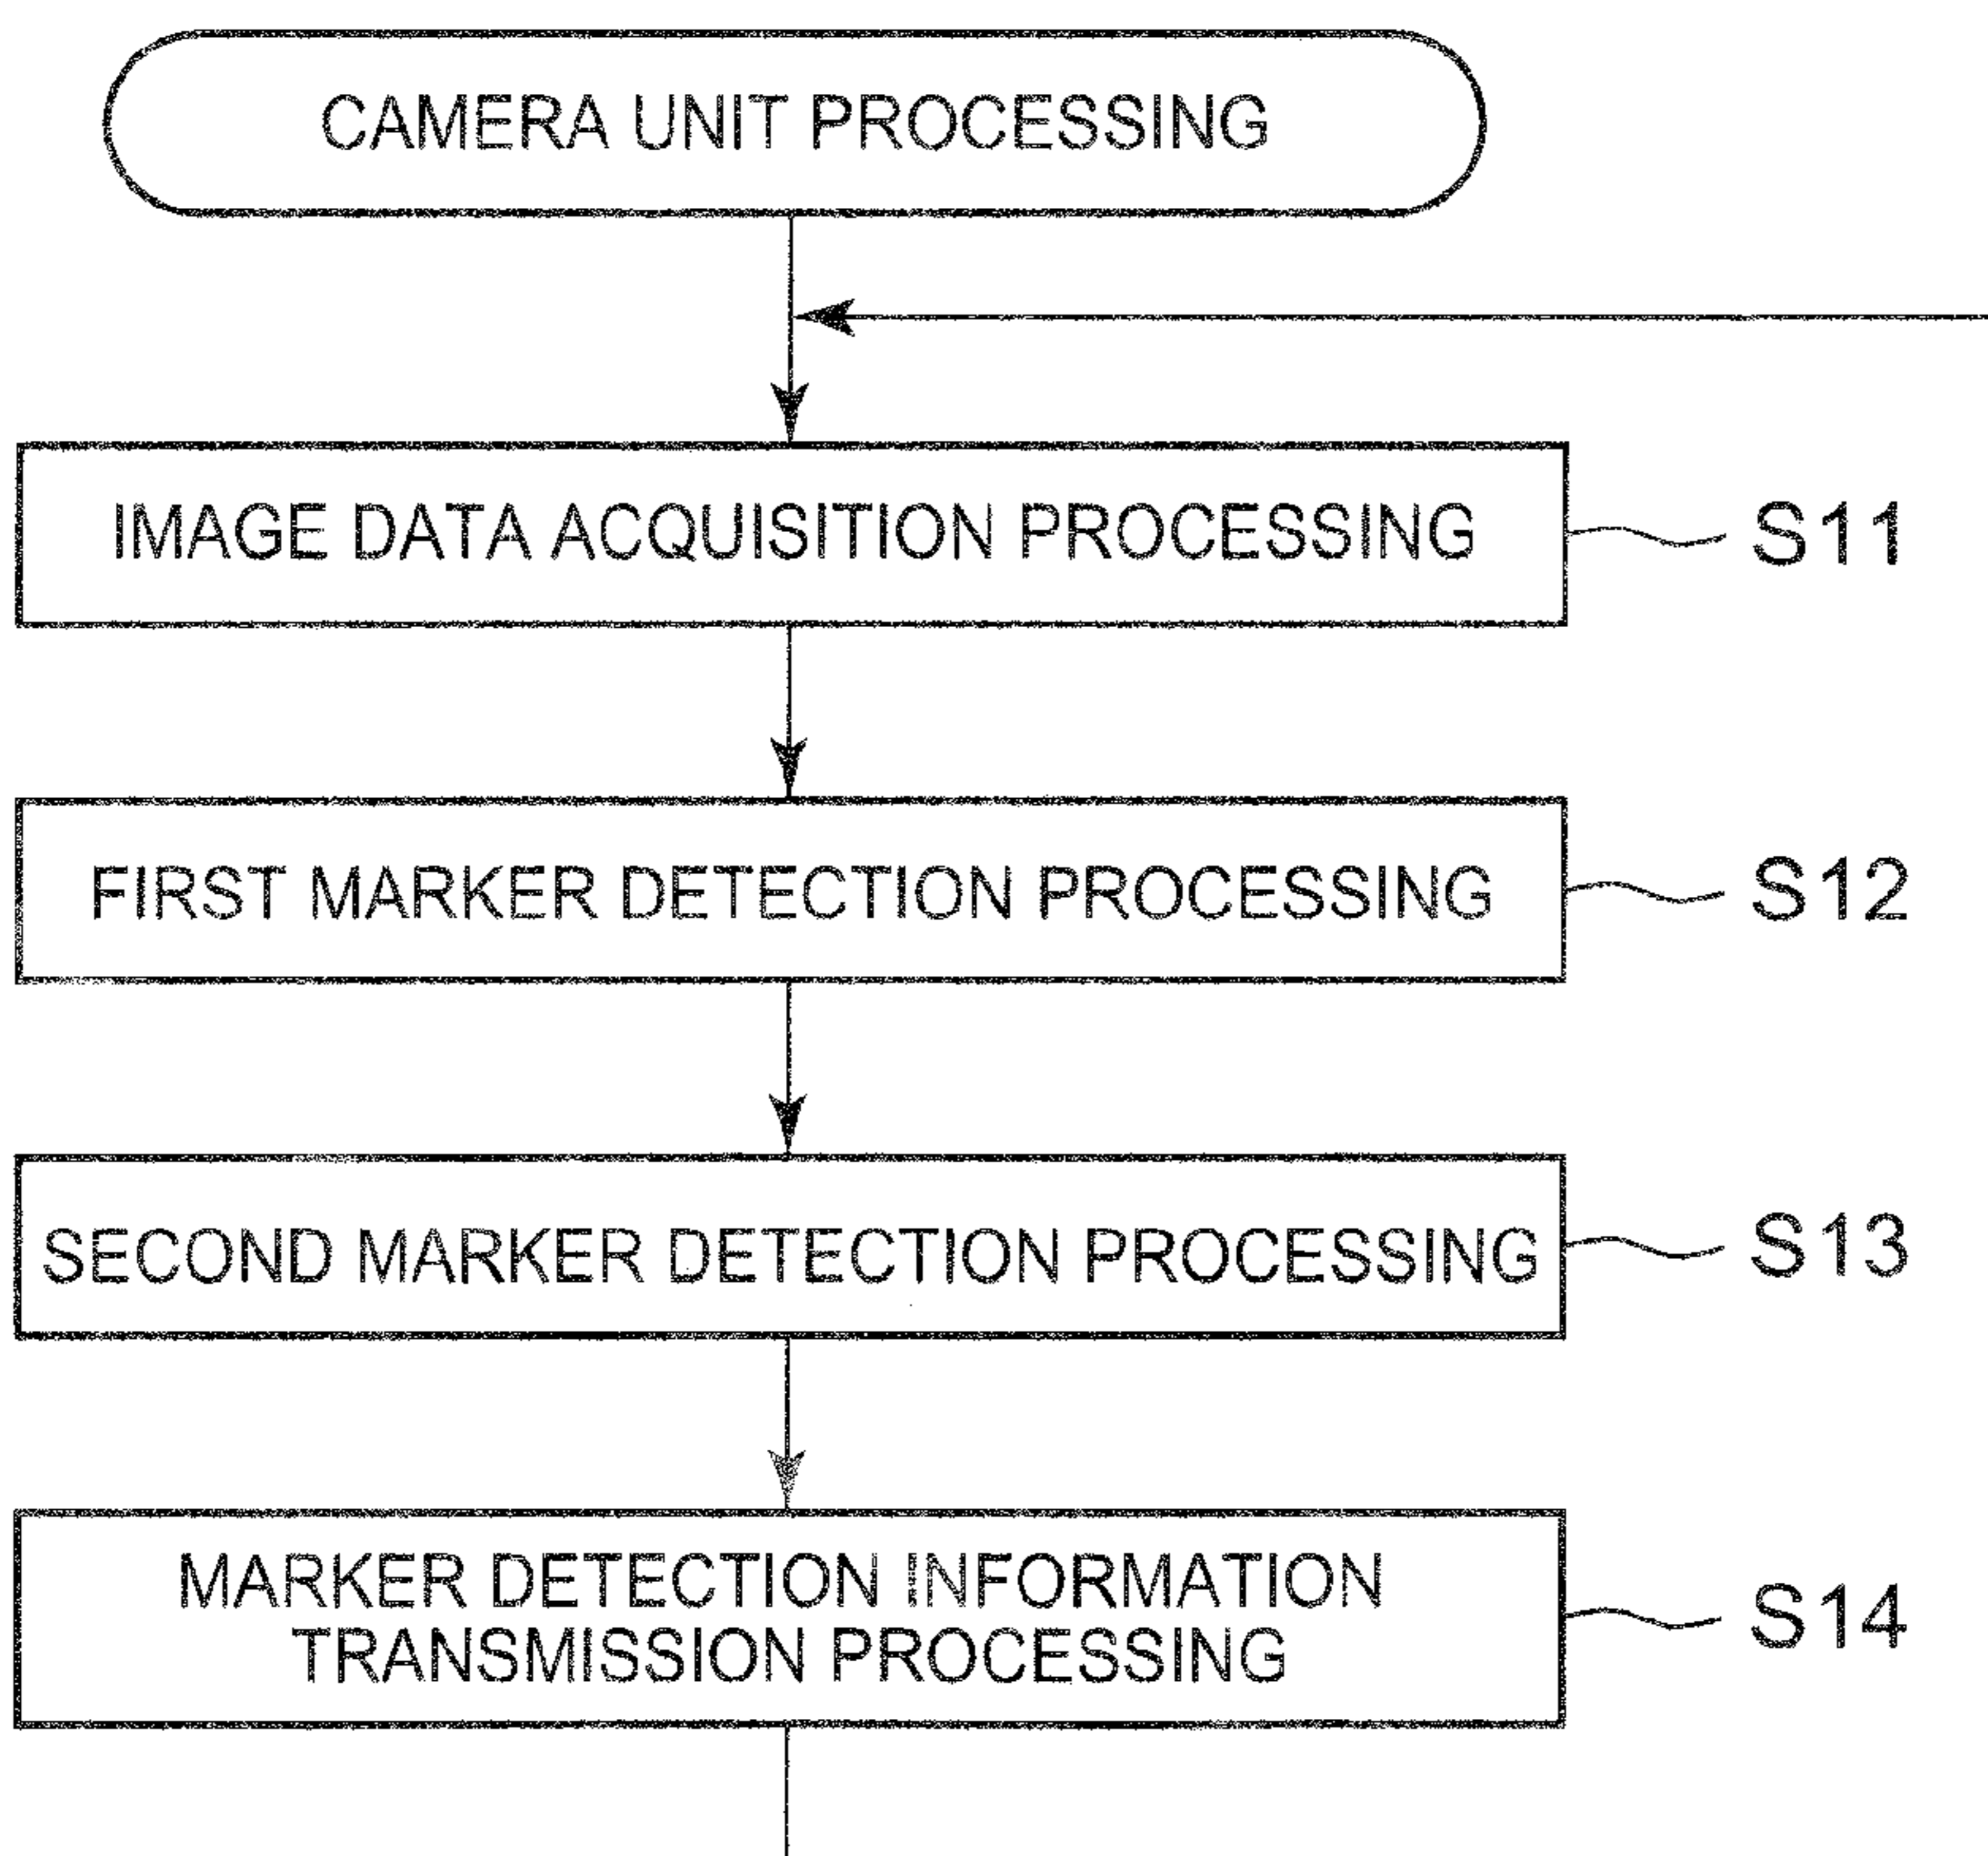 CAMERA UNIT PROCESSING
IMAGE DATA ACQUISITION PROCESSING
S11
FIRST MARKER DETECTION PROCESSING
S12
SECOND MARKER DETECTION PROCESSING
S13
MARKER DETECTION INFORMATION
TRANSMISSION PROCESSING
S14